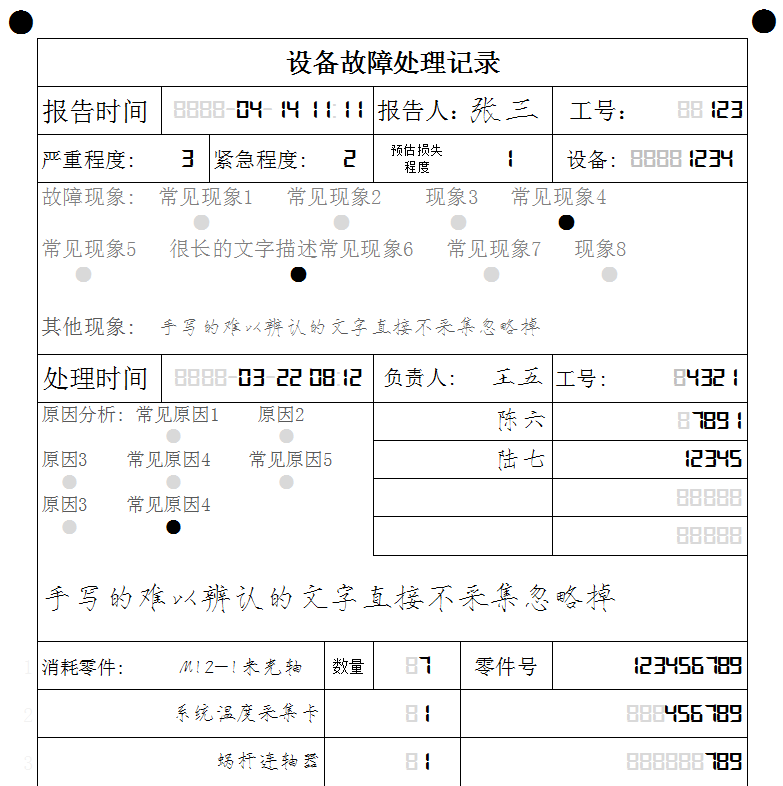 设备故障处理记录
报告时间 8888-04-14 11:11 报告人：张三 工号： 88123
严重程度： 3 紧急程度： 2 预估损失程度 1 设备：88881234
故障现象： 常见现象1 常见现象2 现象3 常见现象4
常见现象5 很长的文字描述常见现象6 常见现象7 现象8
其他现象： 手写的难以辨认的文字直接不采集忽略掉
处理时间 8888-03-22 08:12 负责人： 王五 工号： 84321
原因分析：常见原因1 原因2 陈六 87891
原因3 常见原因4 常见原因5 陆七 12345
原因3 常见原因4 88888
88888
手写的难以辨认的文字直接不采集忽略掉
1 消耗零件： M12-1米光轴 数量 87 零件号 123456789
2 系统温度采集卡 81 888456789
3 蜗杆连轴器 81 888888789